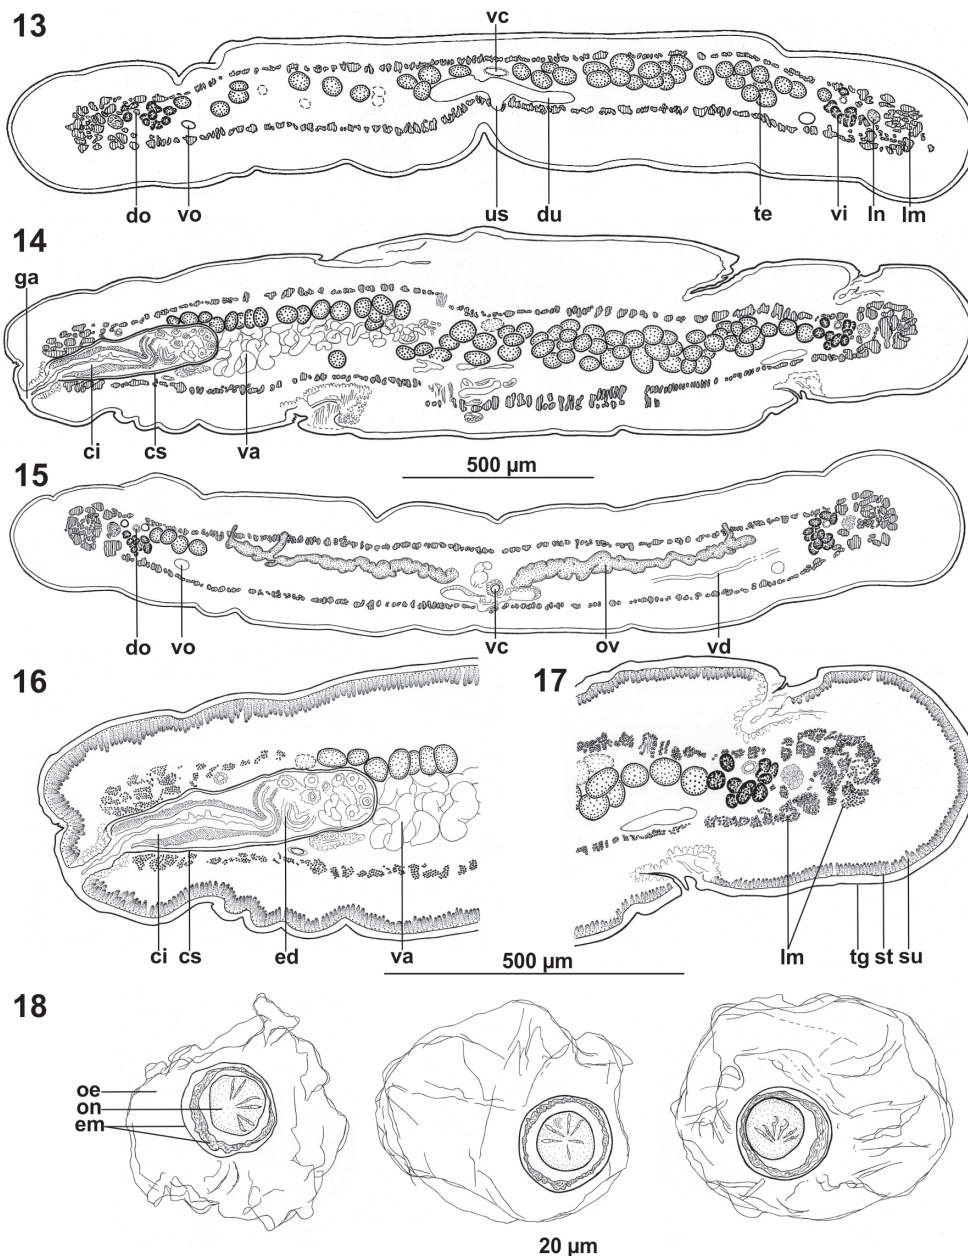 13
vc
do vo us du te vi ln lm
14
ga
ci cs va
500 µm
15
do vo vc ov vd
16
17
ci cs ed va lm tg st su
500 µm
18
oe
on
em
20 µm